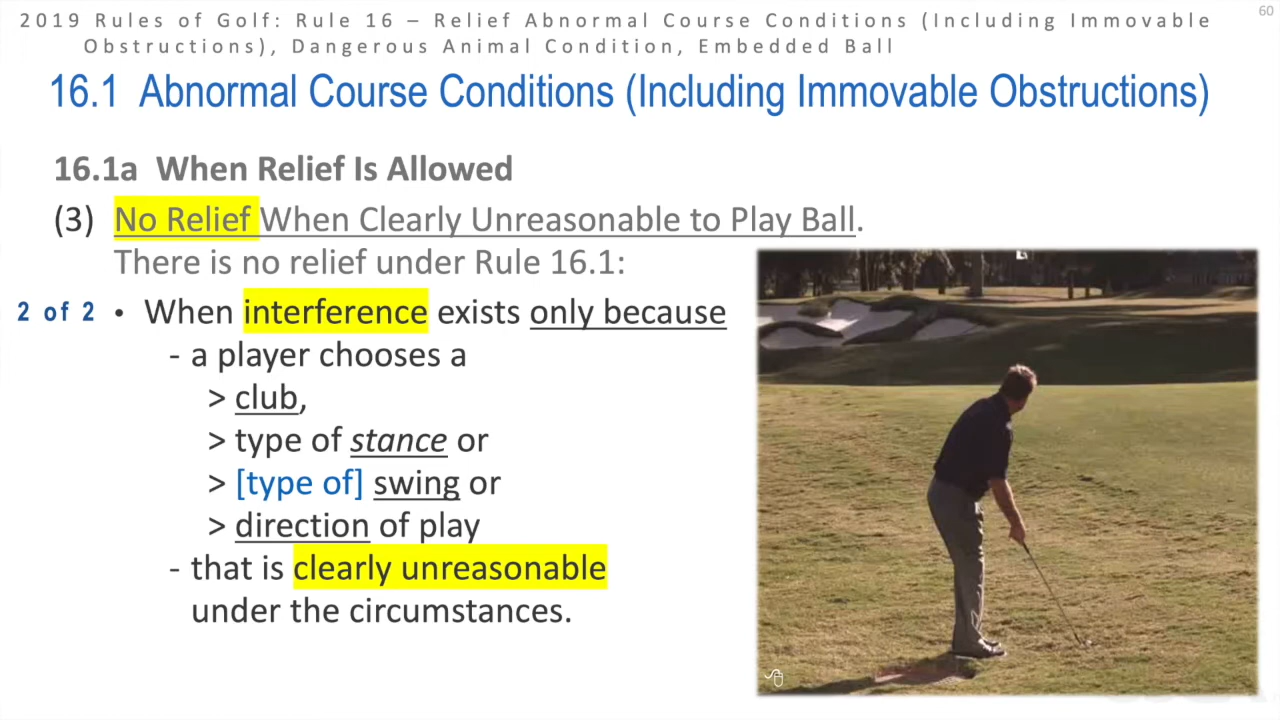 60
2019 Rules of Golf: Rule 16 – Relief Abnormal Course Conditions (Including Immovable
Obstructions), Dangerous Animal Condition, Embedded Ball
16.1 Abnormal Course Conditions (Including Immovable Obstructions)
16.1a When Relief Is Allowed
(3) No Relief When Clearly Unreasonable to Play Ball.
There is no relief under Rule 16.1:
2 of 2 • When interference exists only because
- a player chooses a
> club,
> type of stance or
> [type of] swing or
> direction of play
- that is clearly unreasonable
under the circumstances.